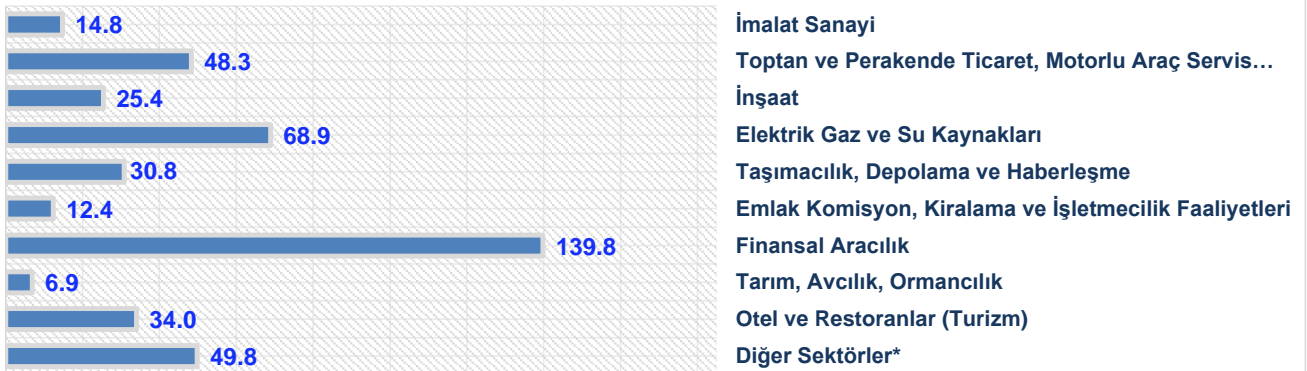 14.8 İmalat Sanayi
48.3 Toptan ve Perakende Ticaret, Motorlu Araç Servis…
25.4 İnşaat
68.9 Elektrik Gaz ve Su Kaynakları
30.8 Taşımacılık, Depolama ve Haberleşme
12.4 Emlak Komisyon, Kiralama ve İşletmecilik Faaliyetleri
139.8 Finansal Aracılık
6.9 Tarım, Avcılık, Ormancılık
34.0 Otel ve Restoranlar (Turizm)
49.8 Diğer Sektörler*